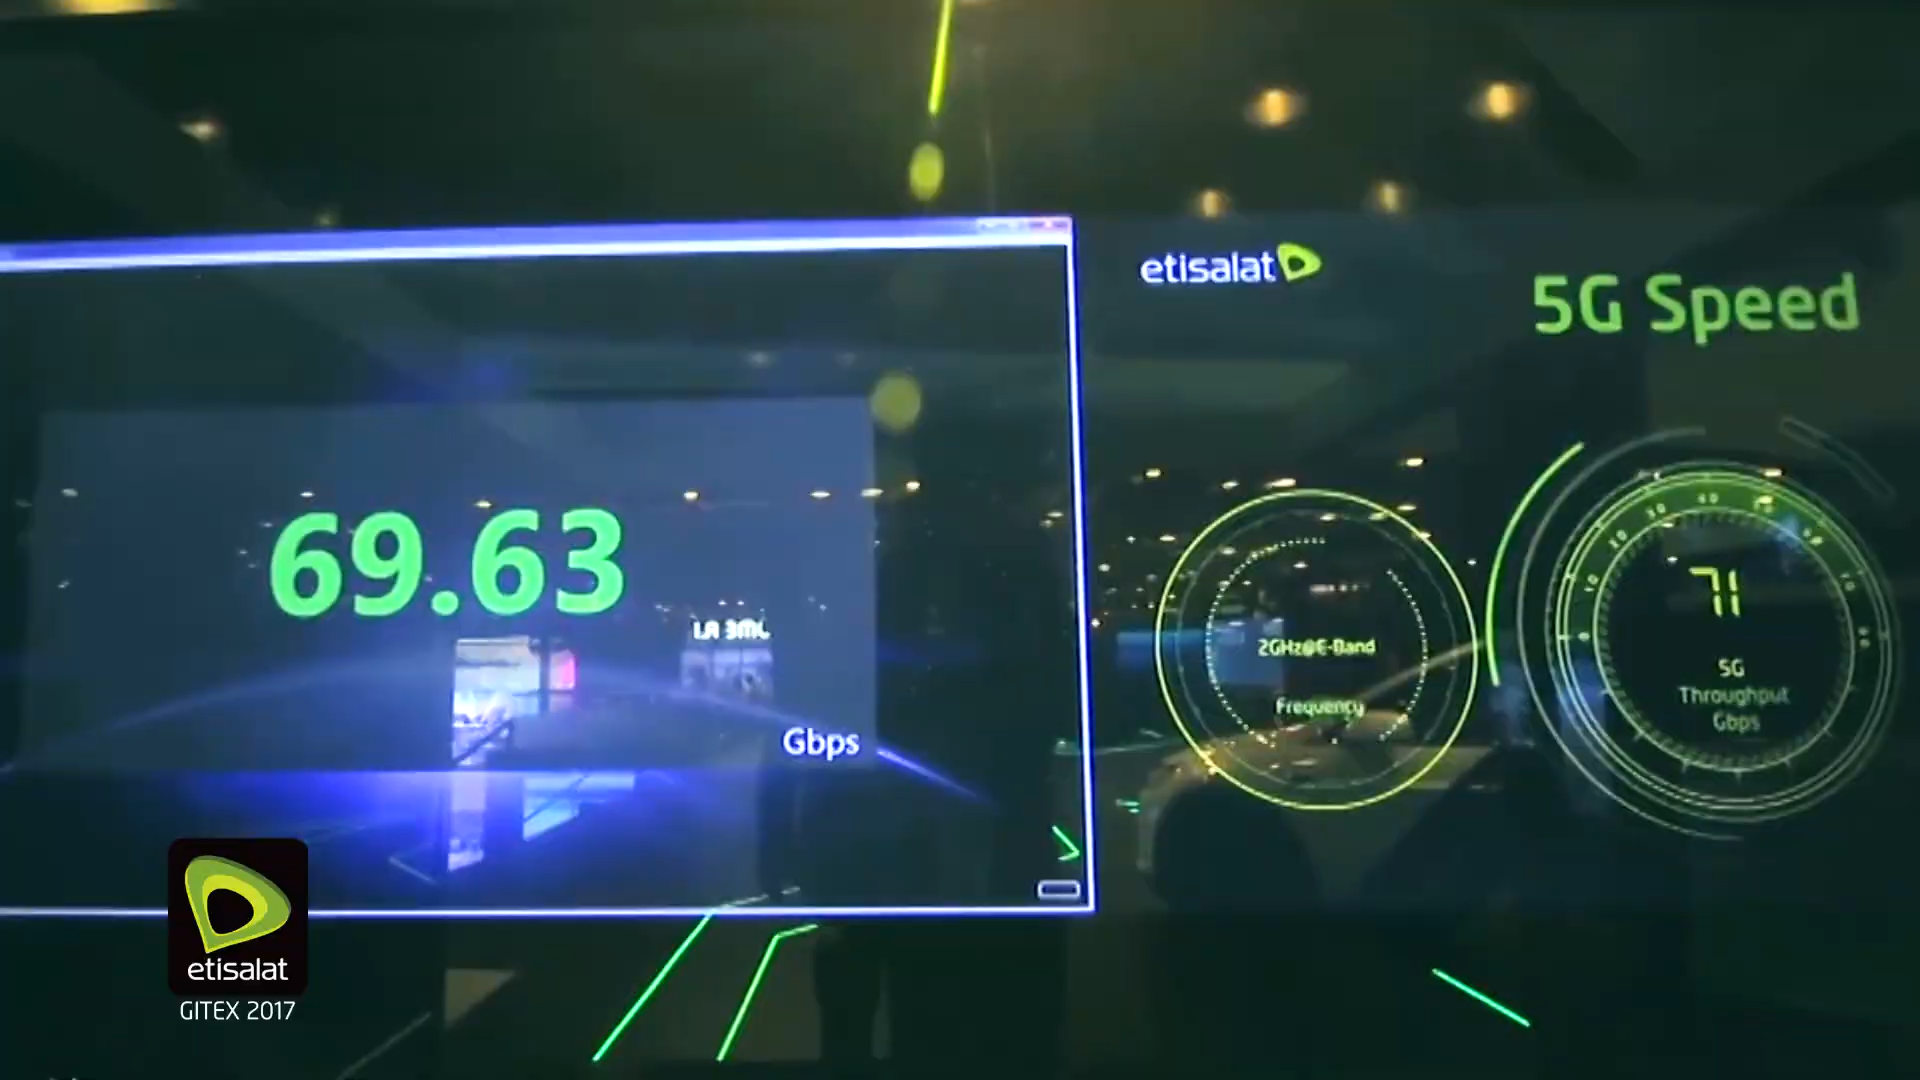 etisalat
5G Speed
69.63
Gbps
2GHz@E-Band
Frequency
71
5G
Throughput
Gbps
etisalat
GITEX 2017